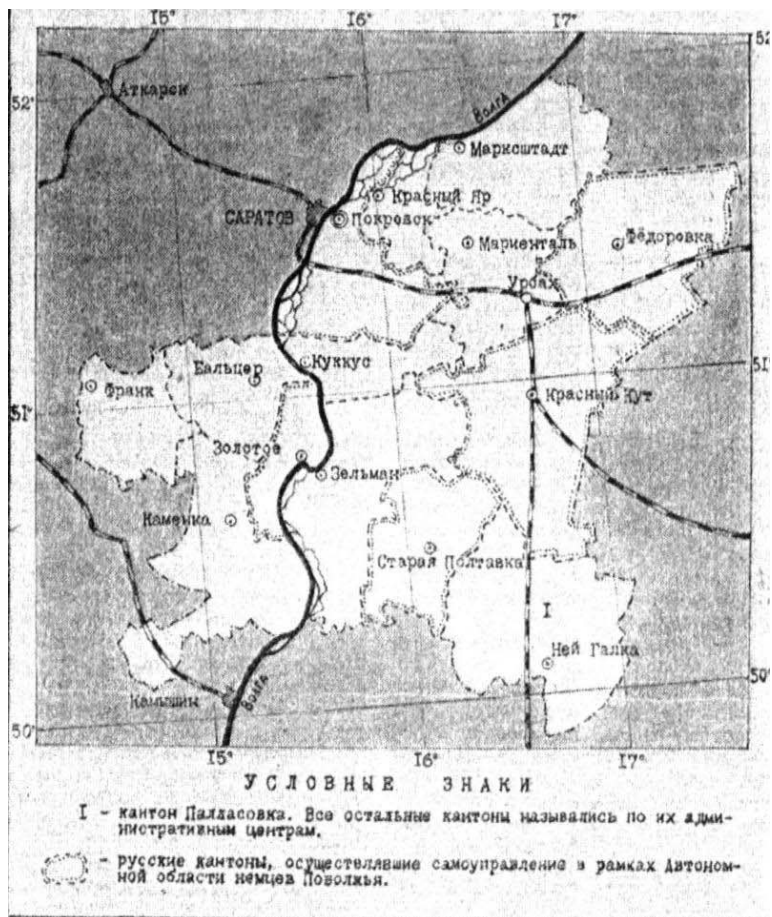 15° 16° 17°
52°
52°
Аткарск
ВОЛГА
Марксштадт
Красный Яр
САРАТОВ
Покровск
Мариенталь
Фёдоровка
Урбах
Куккус
51°
Бальцер
Франк
51°
Красный Кут
Золотое
Зельман
Каменка
Старая Полтавка
I
Ней Галка
50°
Камышин
ВОЛГА
50°
15° 16° 17°
УСЛОВНЫЕ ЗНАКИ
I - кантон Палласовка. Все остальные кантоны назывались по их адми-
нистративным центрам.
- русские кантоны, осуществлявшие самоуправление в рамках Автоном-
ной области немцев Поволжья.